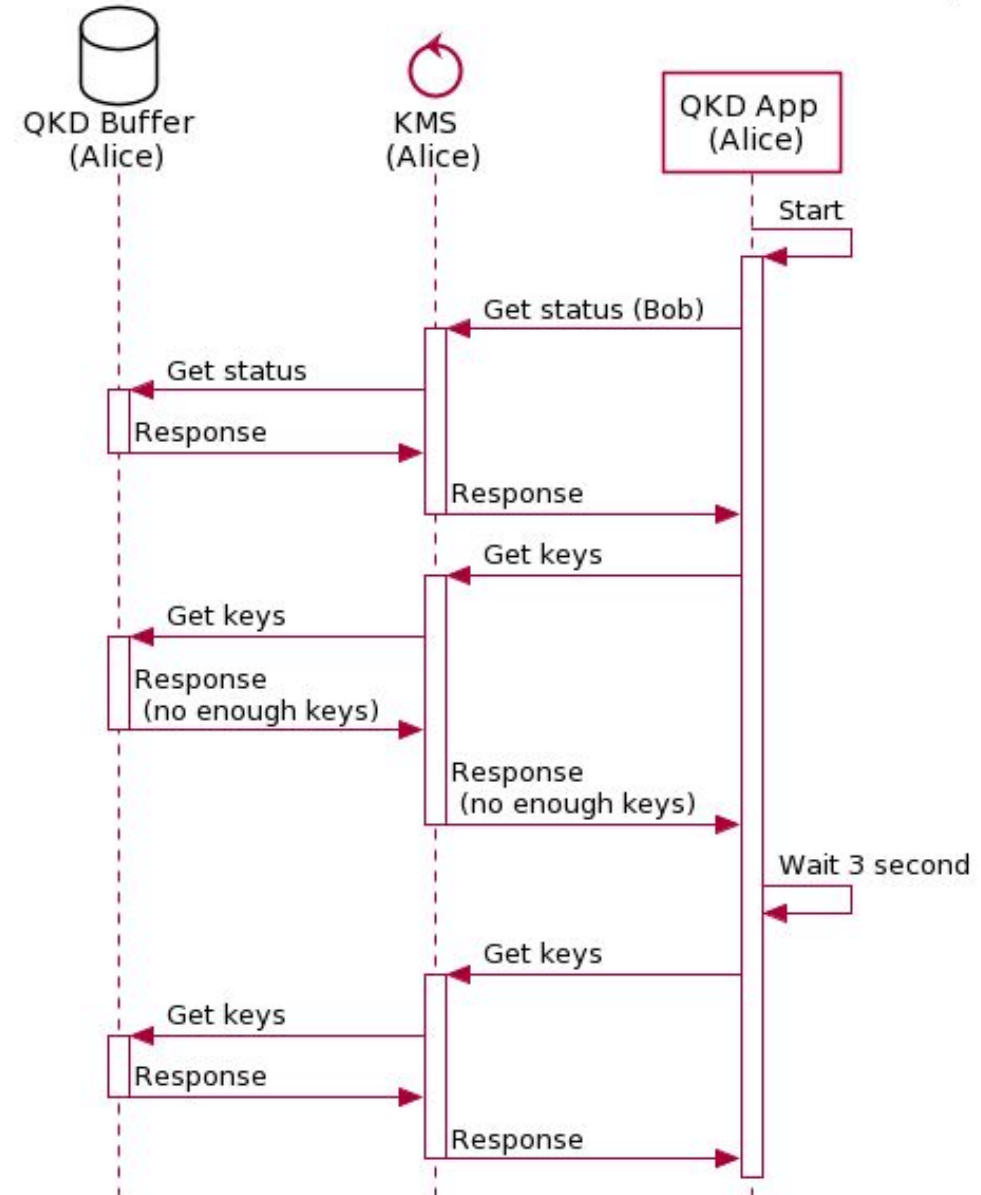 QKD Buffer
(Alice)
KMS
(Alice)
QKD App
(Alice)
Start
Get status (Bob)
Get status
Response
Response
Get keys
Get keys
Response
(no enough keys)
Response
(no enough keys)
Wait 3 second
Get keys
Get keys
Response
Response